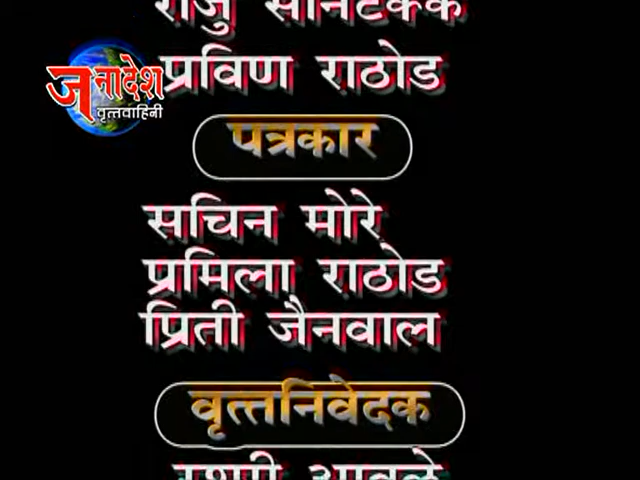 राजु
प्रविण राठोड
जनादेश
वृत्तवाहिनी
पत्रकार
सचिन मोरे
प्रमिला राठोड
प्रिती जैनवाल
वृत्तनिवेदक